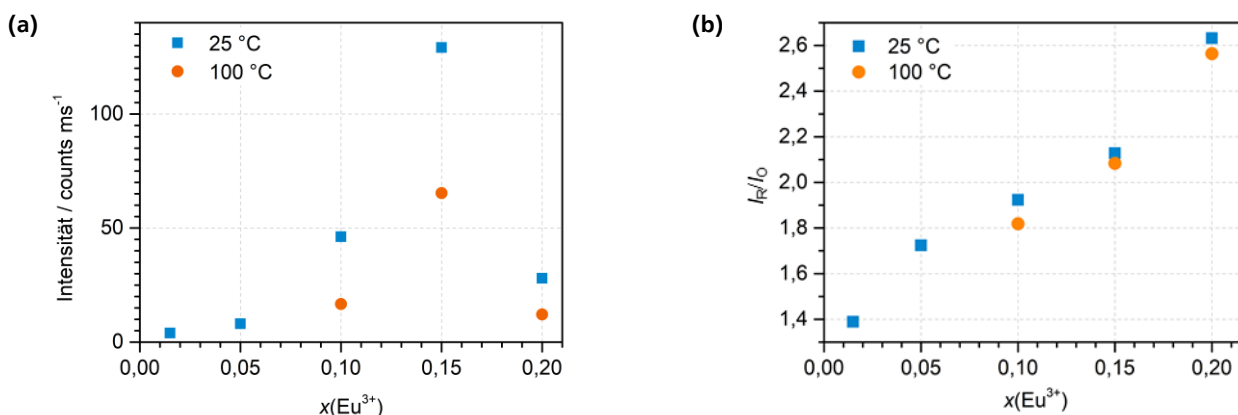 (a)
25 °C
100 °C
Intensität / counts ms⁻¹
100
50
0
0,00 0,05 0,10 0,15 0,20
x(Eu³⁺)
(b)
25 °C
100 °C
I_R/I_O
2,6
2,4
2,2
2,0
1,8
1,6
1,4
0,00 0,05 0,10 0,15 0,20
x(Eu³⁺)